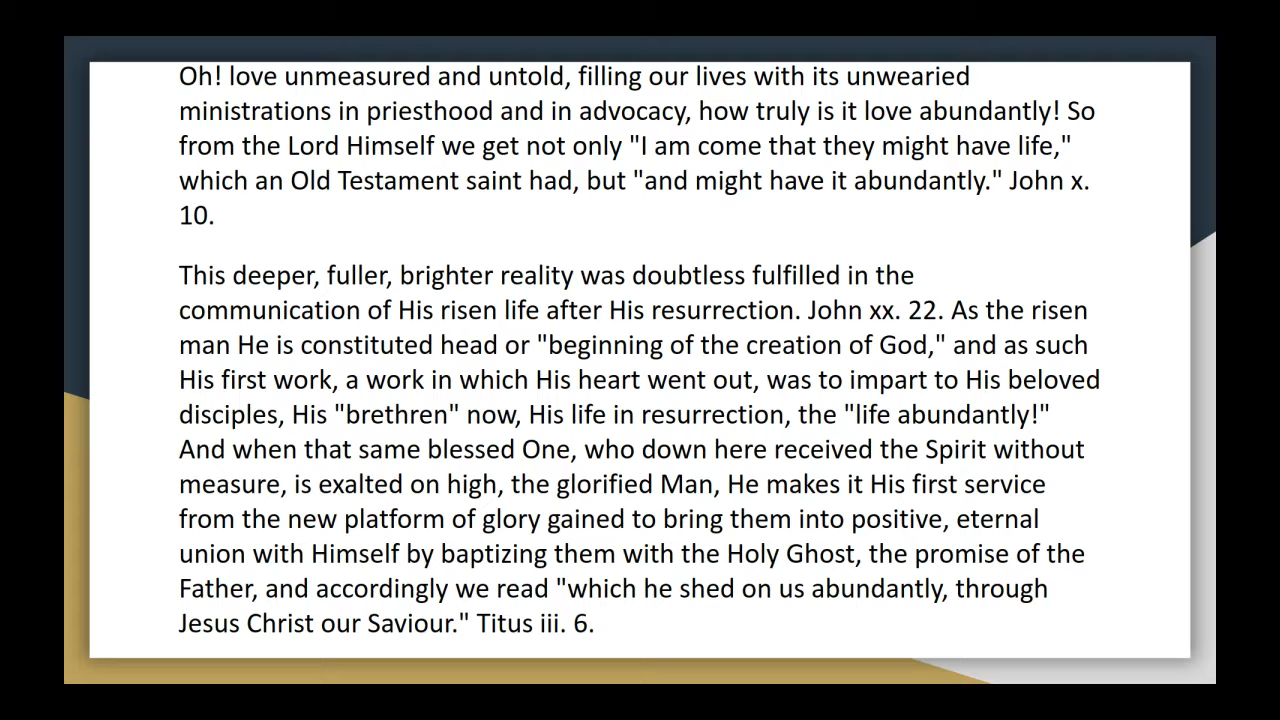 Oh! love unmeasured and untold, filling our lives with its unwearied
ministrations in priesthood and in advocacy, how truly is it love abundantly! So
from the Lord Himself we get not only "I am come that they might have life,"
which an Old Testament saint had, but "and might have it abundantly." John x.
10.
This deeper, fuller, brighter reality was doubtless fulfilled in the
communication of His risen life after His resurrection. John xx. 22. As the risen
man He is constituted head or "beginning of the creation of God," and as such
His first work, a work in which His heart went out, was to impart to His beloved
disciples, His "brethren" now, His life in resurrection, the "life abundantly!"
And when that same blessed One, who down here received the Spirit without
measure, is exalted on high, the glorified Man, He makes it His first service
from the new platform of glory gained to bring them into positive, eternal
union with Himself by baptizing them with the Holy Ghost, the promise of the
Father, and accordingly we read "which he shed on us abundantly, through
Jesus Christ our Saviour." Titus iii. 6.